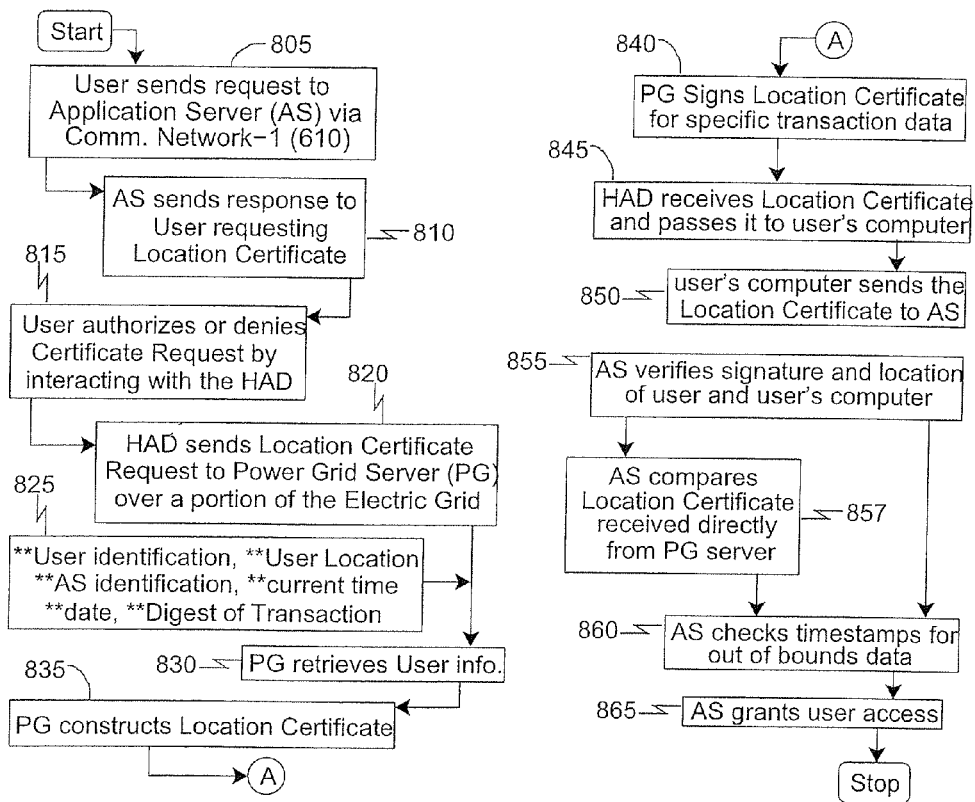 Start
805
User sends request to
Application Server (AS) via
Comm. Network-1 (610)
AS sends response to
User requesting
Location Certificate
810
815
User authorizes or denies
Certificate Request by
interacting with the HAD
820
HAD sends Location Certificate
Request to Power Grid Server (PG)
over a portion of the Electric Grid
825
**User identification, **User Location
**AS identification, **current time
**date, **Digest of Transaction
830
PG retrieves User info.
835
PG constructs Location Certificate
A
A
840
PG Signs Location Certificate
for specific transaction data
845
HAD receives Location Certificate
and passes it to user's computer
850
user's computer sends the
Location Certificate to AS
855
AS verifies signature and location
of user and user's computer
AS compares
Location Certificate
received directly
from PG server
857
860
AS checks timestamps for
out of bounds data
865
AS grants user access
Stop